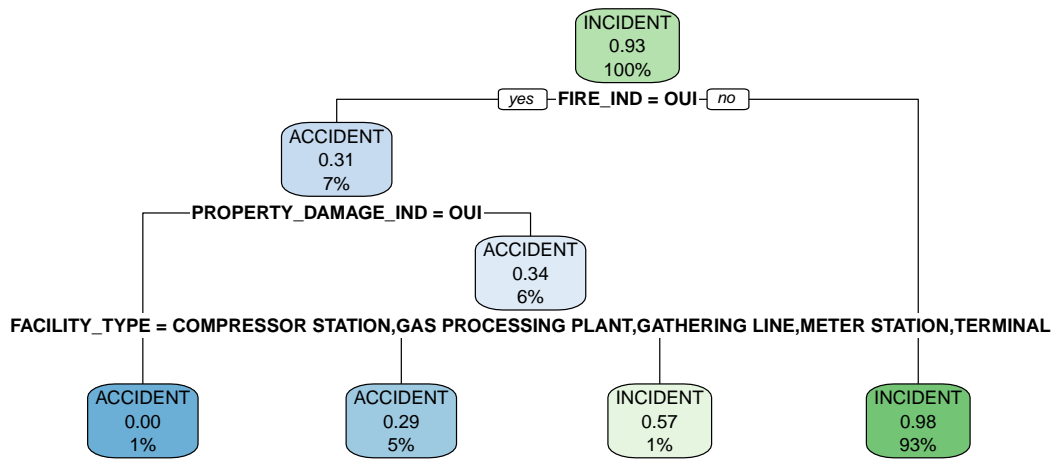 INCIDENT
0.93
100%
yes FIRE_IND = OUI no
ACCIDENT
0.31
7%
PROPERTY_DAMAGE_IND = OUI
ACCIDENT
0.34
6%
FACILITY_TYPE = COMPRESSOR STATION,GAS PROCESSING PLANT,GATHERING LINE,METER STATION,TERMINAL
ACCIDENT
0.00
1%
ACCIDENT
0.29
5%
INCIDENT
0.57
1%
INCIDENT
0.98
93%